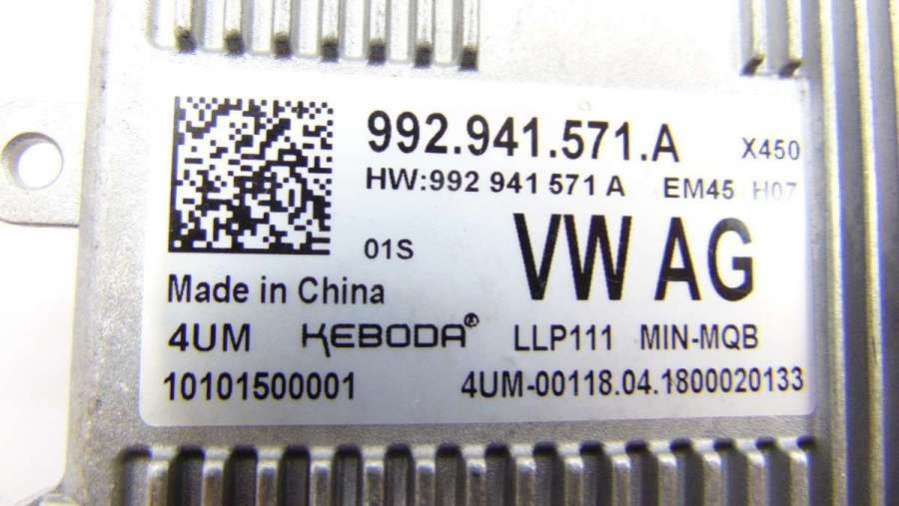 992.941.571.A X450
HW:992 941 571 A EM45 H07
01S VW AG
Made in China
4UM KEBODA® LLP111 MIN-MQB
10101500001 4UM-00118.04.1800020133